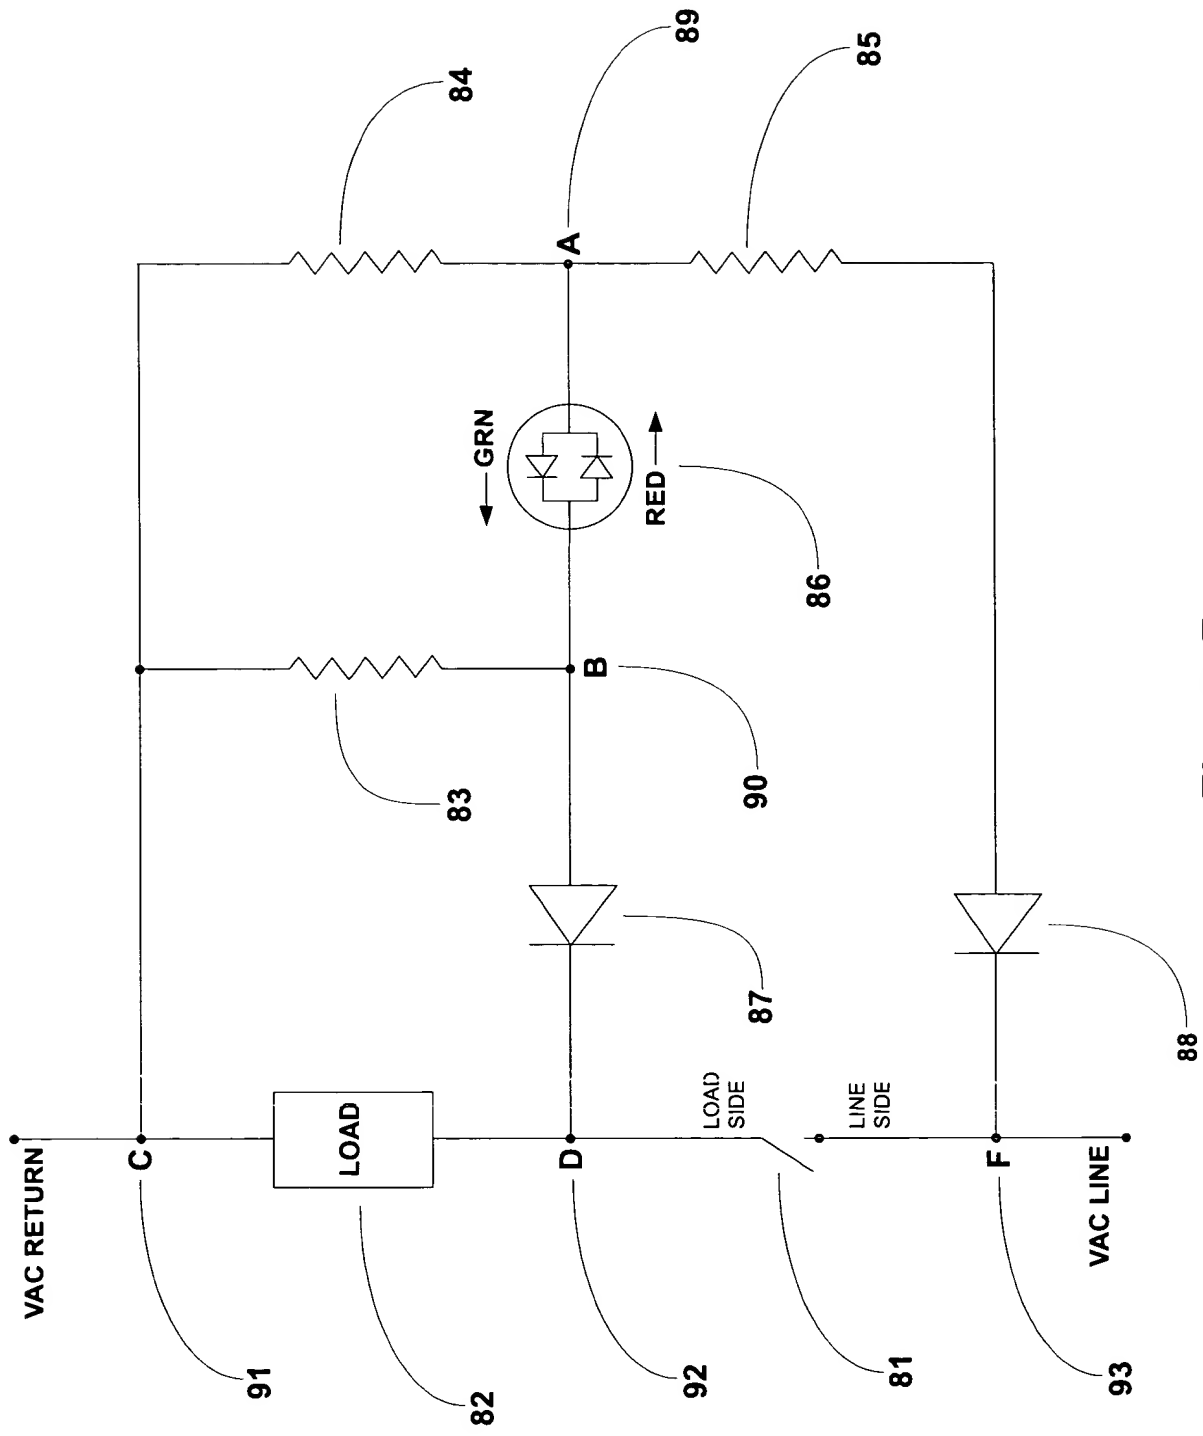 VAC RETURN
C
91
LOAD
82
83
84
GRN
D
A
B
RED
89
92
LOAD
SIDE
90
87
86
85
LINE
SIDE
81
F
VAC LINE
93
88